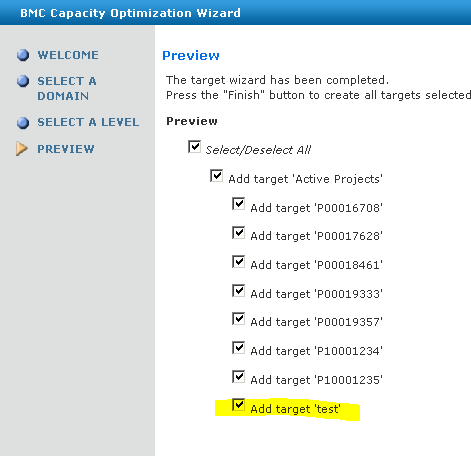 BMC Capacity Optimization Wizard
WELCOME
SELECT A
DOMAIN
SELECT A LEVEL
PREVIEW
Preview
The target wizard has been completed.
Press the "Finish" button to create all targets selected
Preview
Select/Deselect All
Add target 'Active Projects'
Add target 'P00016708'
Add target 'P00017628'
Add target 'P00018461'
Add target 'P00019333'
Add target 'P00019357'
Add target 'P10001234'
Add target 'P10001235'
Add target 'test'